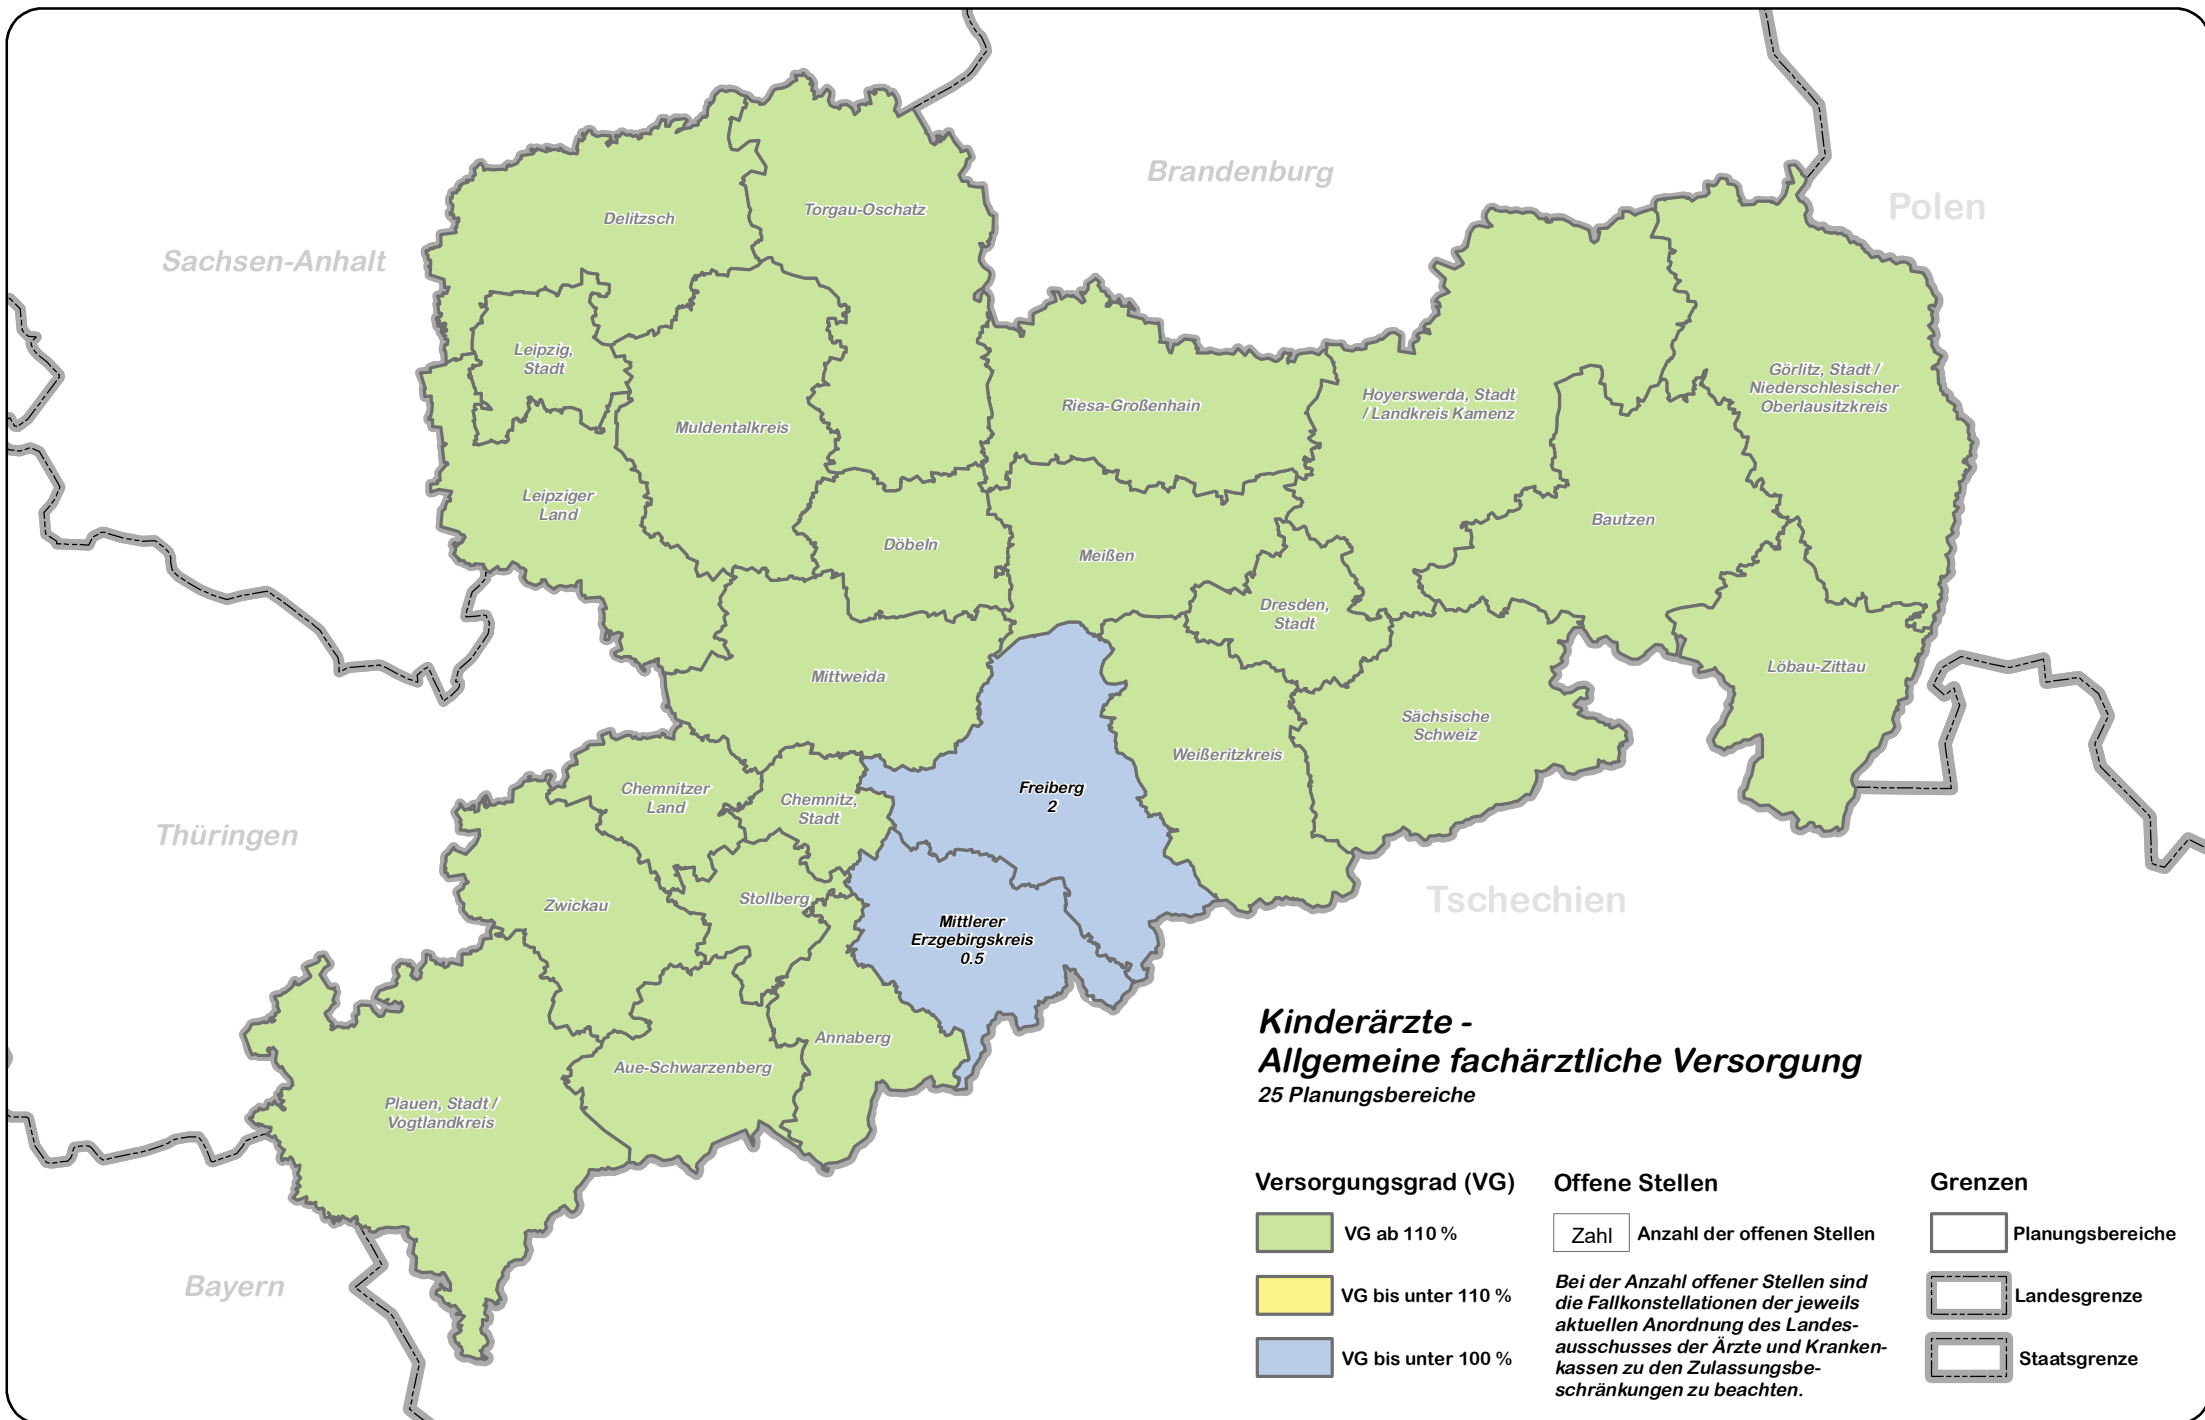 Brandenburg
Polen
Sachsen-Anhalt
Thüringen
Bayern
Tschechien
Delitzsch
Torgau-Oschatz
Leipzig,
Stadt
Muldentalkreis
Riesa-Großenhain
Hoyerswerda, Stadt
/ Landkreis Kamenz
Görlitz, Stadt /
Niederschlesischer
Oberlausitzkreis
Leipziger
Land
Döbeln
Meißen
Bautzen
Dresden,
Stadt
Mittweida
Löbau-Zittau
Sächsische
Schweiz
Weißeritzkreis
Chemnitzer
Land
Chemnitz,
Stadt
Freiberg
2
Zwickau
Stollberg
Mittlerer
Erzgebirgskreis
0.5
Annaberg
Aue-Schwarzenberg
Plauen, Stadt /
Vogtlandkreis
Kinderärzte -
Allgemeine fachärztliche Versorgung
25 Planungsbereiche
Versorgungsgrad (VG)
VG ab 110 %
VG bis unter 110 %
VG bis unter 100 %
Offene Stellen
Zahl
Anzahl der offenen Stellen
Bei der Anzahl offener Stellen sind
die Fallkonstellationen der jeweils
aktuellen Anordnung des Landes-
ausschusses der Ärzte und Kranken-
kassen zu den Zulassungsbe-
schränkungen zu beachten.
Grenzen
Planungsbereiche
Landesgrenze
Staatsgrenze